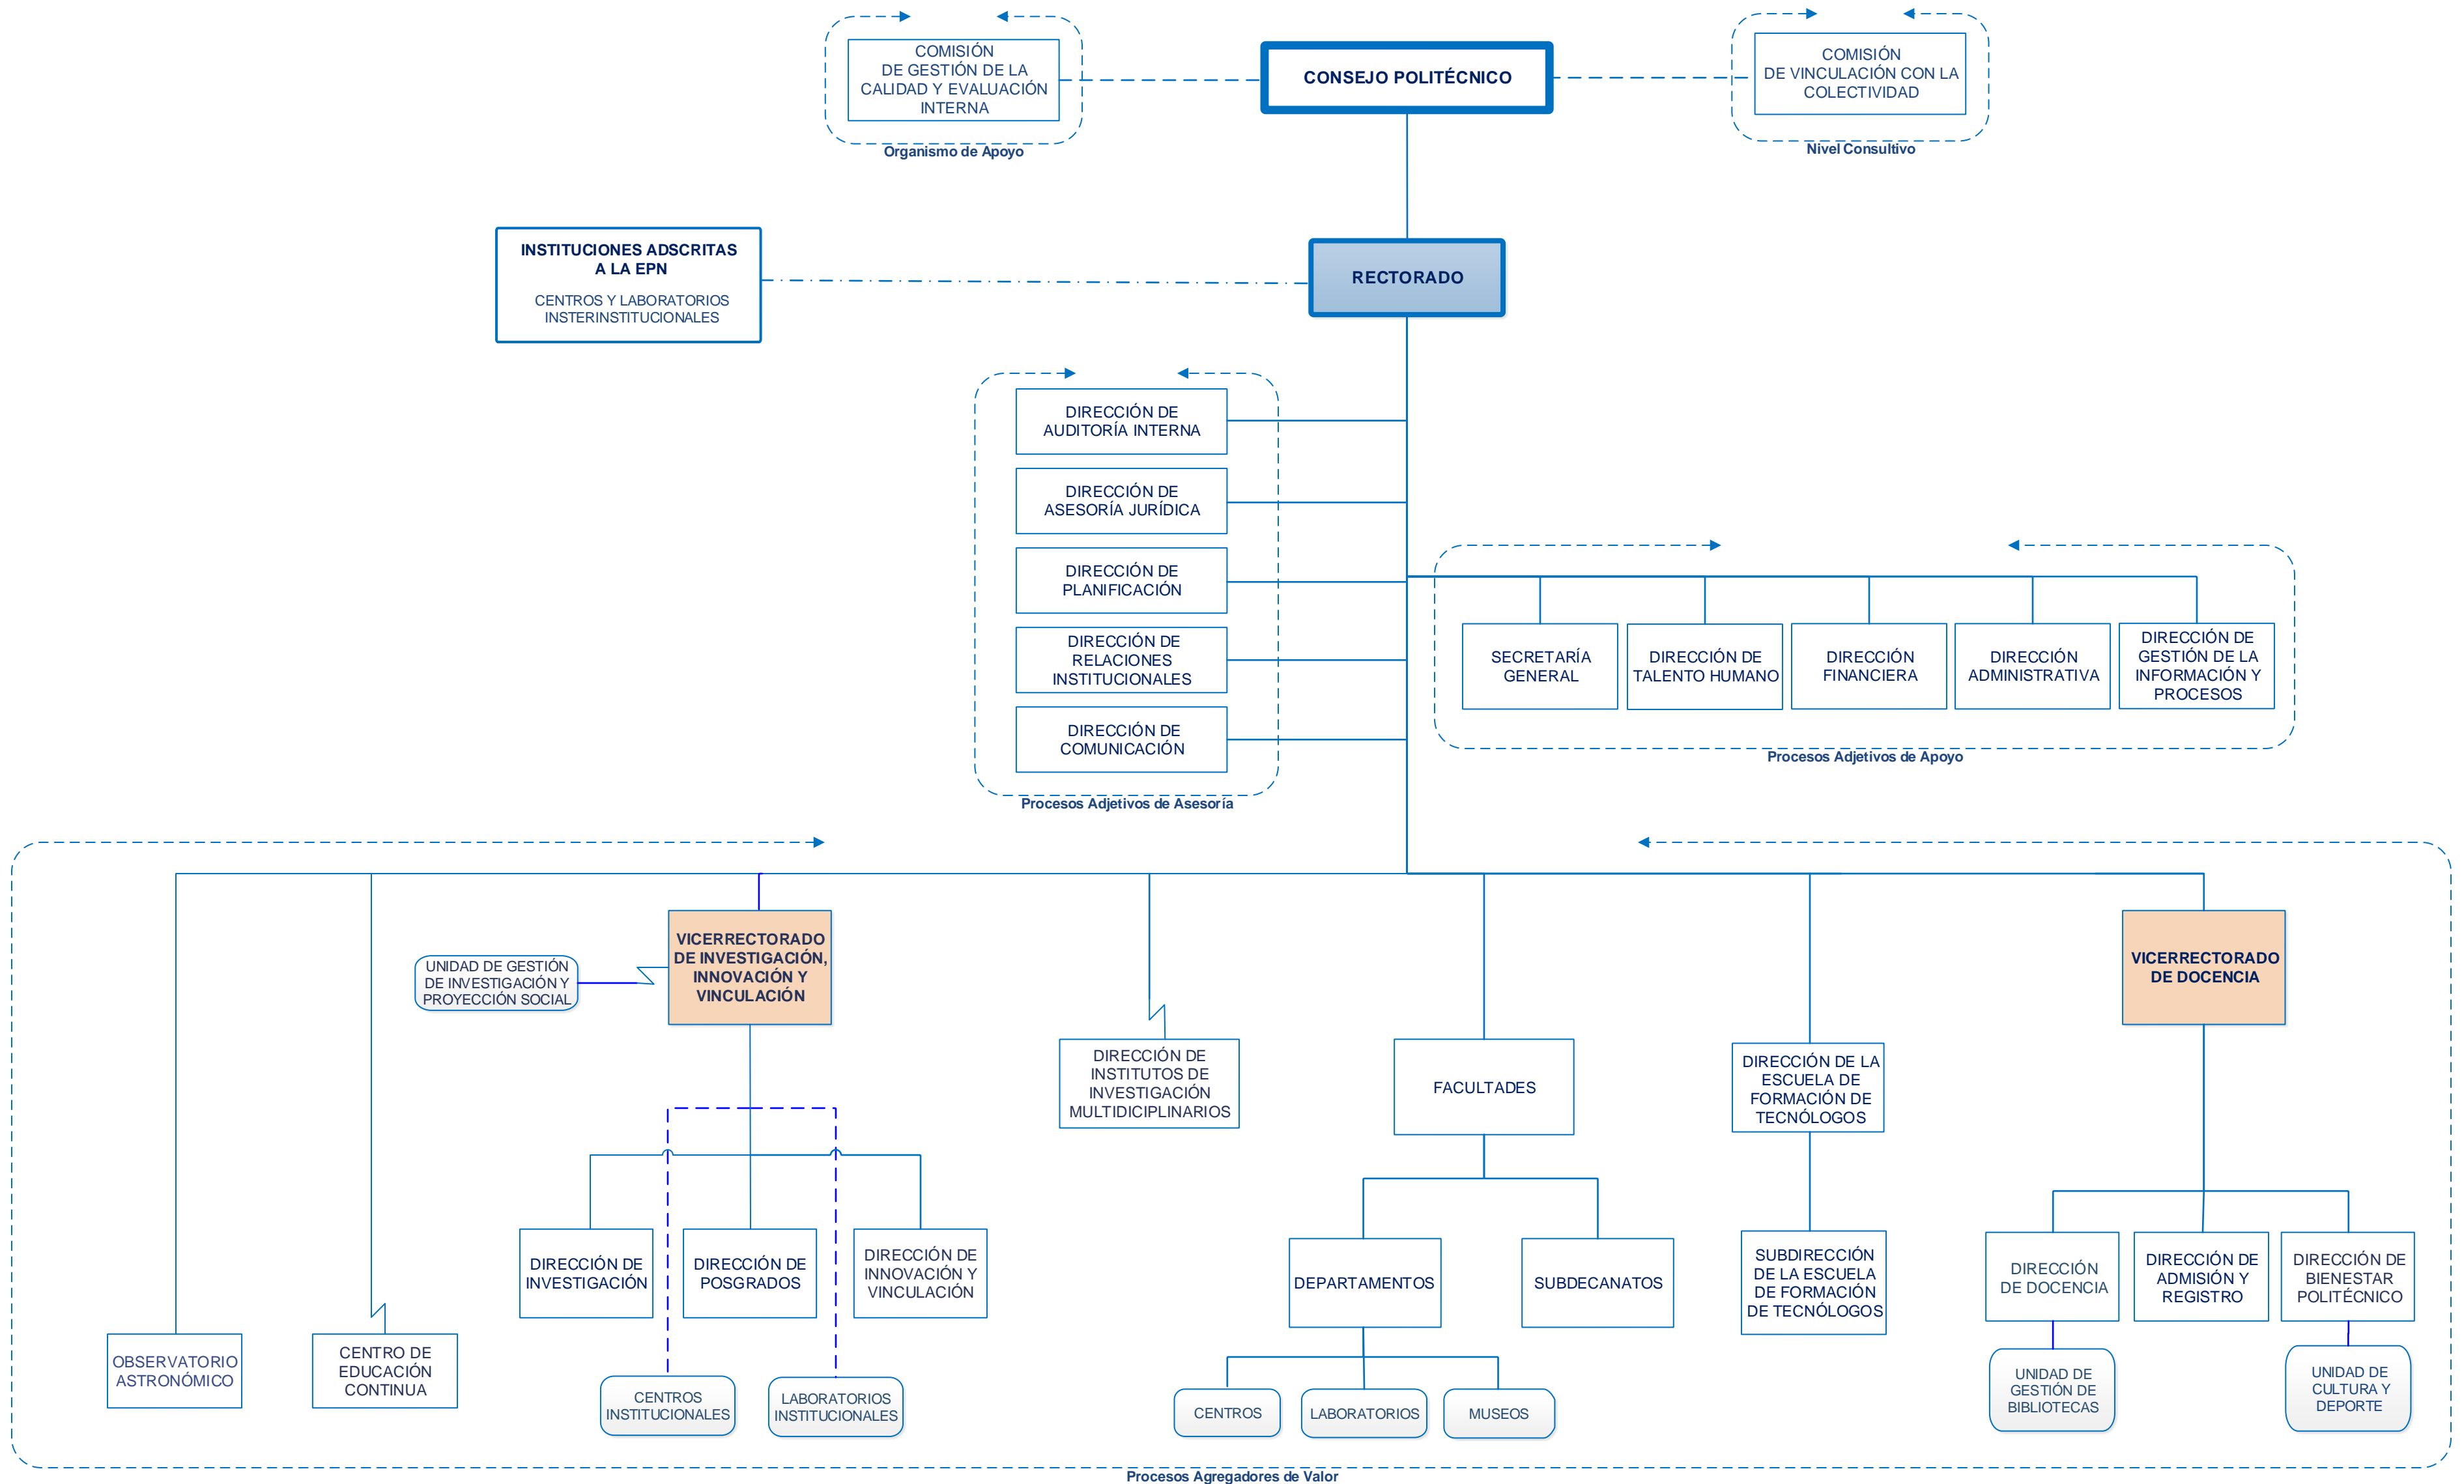 COMISIÓN
DE GESTIÓN DE LA
CALIDAD Y EVALUACIÓN
INTERNA
Organismo de Apoyo
CONSEJO POLITÉCNICO
COMISIÓN
DE VINCULACIÓN CON LA
COLECTIVIDAD
Nivel Consultivo
INSTITUCIONES ADSCRITAS
A LA EPN
CENTROS Y LABORATORIOS
INSTERINSTITUCIONALES
RECTORADO
DIRECCIÓN DE
AUDITORÍA INTERNA
DIRECCIÓN DE
ASESORÍA JURÍDICA
DIRECCIÓN DE
PLANIFICACIÓN
DIRECCIÓN DE
RELACIONES
INSTITUCIONALES
DIRECCIÓN DE
COMUNICACIÓN
Procesos Adjetivos de Asesoría
SECRETARÍA
GENERAL
DIRECCIÓN DE
TALENTO HUMANO
DIRECCIÓN
FINANCIERA
DIRECCIÓN
ADMINISTRATIVA
DIRECCIÓN DE
GESTIÓN DE LA
INFORMACIÓN Y
PROCESOS
Procesos Adjetivos de Apoyo
UNIDAD DE GESTIÓN
DE INVESTIGACIÓN Y
PROYECCIÓN SOCIAL
VICERRECTORADO
DE INVESTIGACIÓN,
INNOVACIÓN Y
VINCULACIÓN
VICERRECTORADO
DE DOCENCIA
DIRECCIÓN DE
INSTITUTOS DE
INVESTIGACIÓN
MULTIDICIPLINARIOS
FACULTADES
DIRECCIÓN DE LA
ESCUELA DE
FORMACIÓN DE
TECNÓLOGOS
DIRECCIÓN DE
INVESTIGACIÓN
DIRECCIÓN DE
POSGRADOS
DIRECCIÓN DE
INNOVACIÓN Y
VINCULACIÓN
DEPARTAMENTOS
SUBDECANATOS
SUBDIRECCIÓN
DE LA ESCUELA
DE FORMACIÓN
DE TECNÓLOGOS
DIRECCIÓN
DE DOCENCIA
DIRECCIÓN DE
ADMISIÓN Y
REGISTRO
DIRECCIÓN DE
BIENESTAR
POLITÉCNICO
OBSERVATORIO
ASTRONÓMICO
CENTRO DE
EDUCACIÓN
CONTINUA
CENTROS
INSTITUCIONALES
LABORATORIOS
INSTITUCIONALES
CENTROS
LABORATORIOS
MUSEOS
UNIDAD DE
GESTIÓN DE
BIBLIOTECAS
UNIDAD DE
CULTURA Y
DEPORTE
Procesos Agregadores de Valor